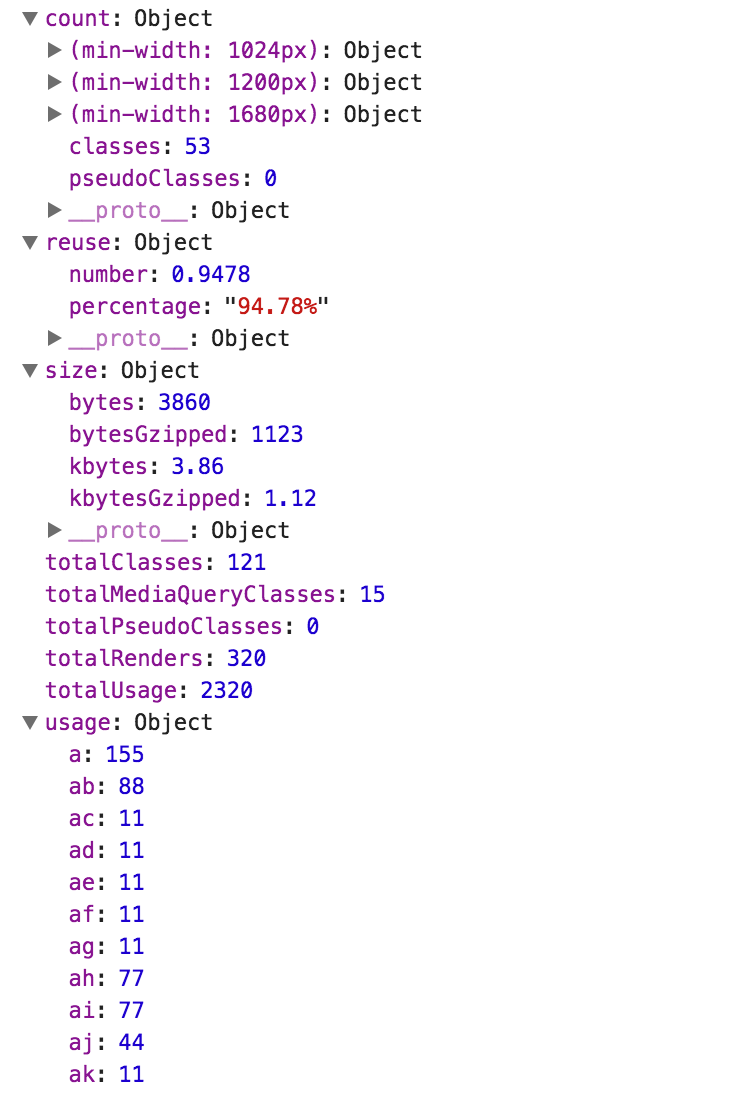 count: Object
(min-width: 1024px): Object
(min-width: 1200px): Object
(min-width: 1680px): Object
classes: 53
pseudoClasses: 0
__proto__: Object
reuse: Object
number: 0.9478
percentage: "94.78%"
__proto__: Object
size: Object
bytes: 3860
bytesGzipped: 1123
kbytes: 3.86
kbytesGzipped: 1.12
__proto__: Object
totalClasses: 121
totalMediaQueryClasses: 15
totalPseudoClasses: 0
totalRenders: 320
totalUsage: 2320
usage: Object
a: 155
ab: 88
ac: 11
ad: 11
ae: 11
af: 11
ag: 11
ah: 77
ai: 77
aj: 44
ak: 11